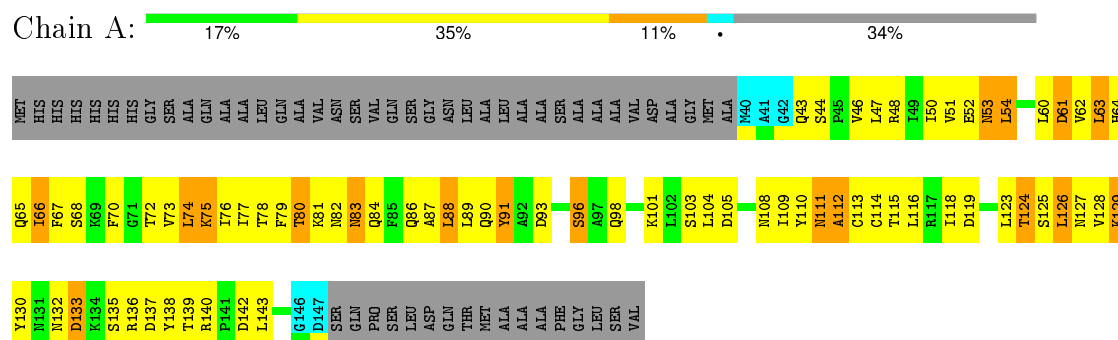 Chain A:
17% 35% 11% • 34%
MET HIS HIS HIS HIS HIS HIS GLY SER ALA GLN ALA ALA LEU GLN ALA VAL ASN SER VAL GLN SER GLY ASN LEU ALA LEU ALA ALA SER ALA ALA ALA VAL ASP ALA GLY MET ALA M40 A41 G42 Q43 S44 P45 V46 L47 R48 I49 I50 V51 E52 N53 L54 L60 D61 V62 L63 H64
Q65 I66 F67 S68 K69 F70 G71 T72 V73 L74 K75 I76 I77 T78 F79 T80 K81 N82 N83 Q84 F85 Q86 A87 L88 L89 Q90 Y91 A92 D93 S96 A97 Q98 K101 L102 S103 L104 D105 N108 I109 Y110 N111 A112 C113 C114 T115 L116 R117 I118 D119 L123 T124 S125 L126 N127 V128 K129
Y130 N131 N132 D133 K134 S135 R136 D137 Y138 T139 R140 P141 D142 L143 G146 D147 SER GLN PRO SER LEU ASP GLN THR MET ALA ALA ALA PHE GLY LEU SER VAL